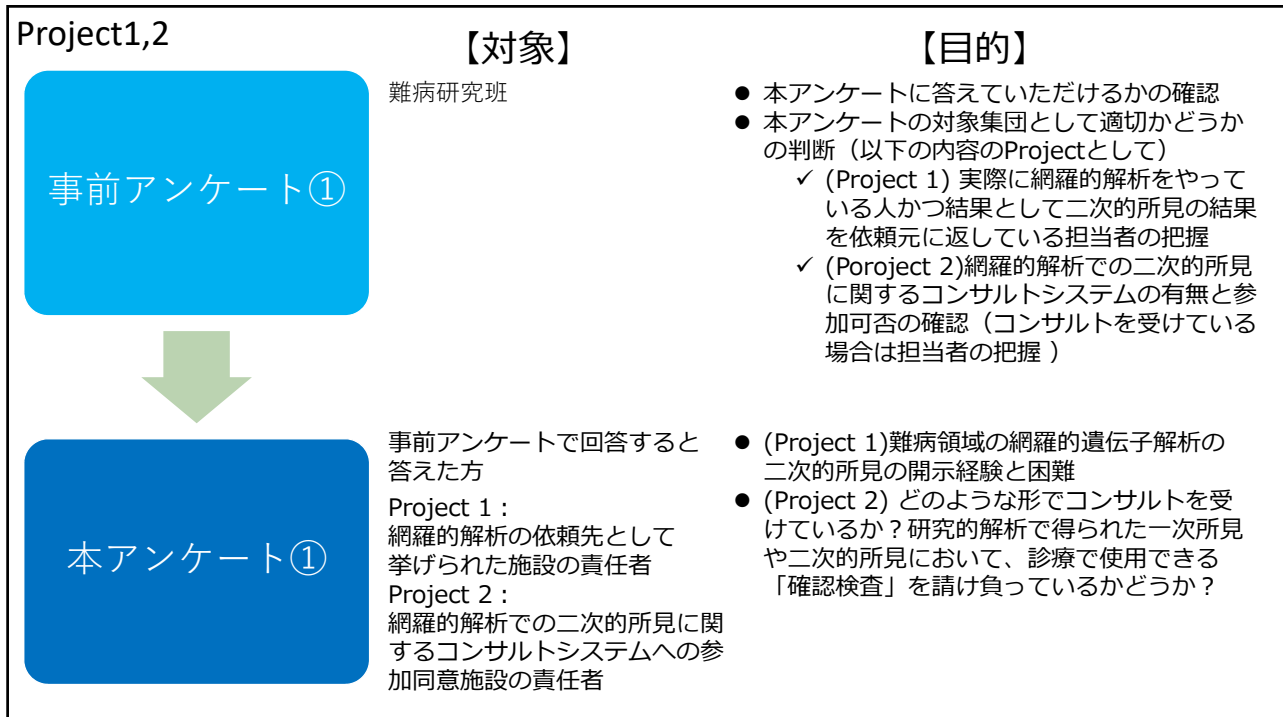 Project1,2
【対象】
【目的】
事前アンケート①
難病研究班
● 本アンケートに答えていただけるかの確認
● 本アンケートの対象集団として適切かどうか
の判断（以下の内容のProjectとして）
✓ (Project 1) 実際に網羅的解析をやって
いる人かつ結果として二次的所見の結果
を依頼元に返している担当者の把握
✓ (Poroject 2)網羅的解析での二次的所見
に関するコンサルトシステムの有無と参
加可否の確認（コンサルトを受けている
場合は担当者の把握 ）
本アンケート①
事前アンケートで回答すると
答えた方
Project 1：
網羅的解析の依頼先として
挙げられた施設の責任者
Project 2：
網羅的解析での二次的所見に関
するコンサルトシステムへの参
加同意施設の責任者
● (Project 1)難病領域の網羅的遺伝子解析の
二次的所見の開示経験と困難
● (Project 2) どのような形でコンサルトを受
けているか？研究的解析で得られた一次所見
や二次的所見において、診療で使用できる
「確認検査」を請け負っているかどうか？